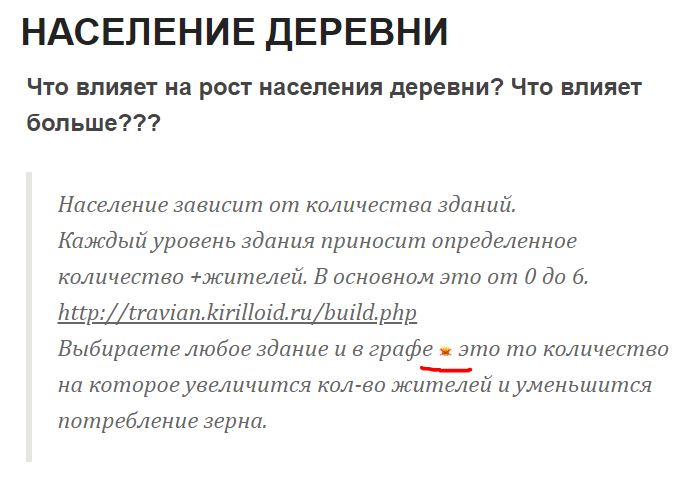 НАСЕЛЕНИЕ ДЕРЕВНИ
Что влияет на рост населения деревни? Что влияет
больше???
Население зависит от количества зданий.
Каждый уровень здания приносит определенное
количество +жителей. В основном это от 0 до 6.
http://travian.kirilloid.ru/build.php
Выбираете любое здание и в графе это то количество
на которое увеличится кол-во жителей и уменьшится
потребление зерна.